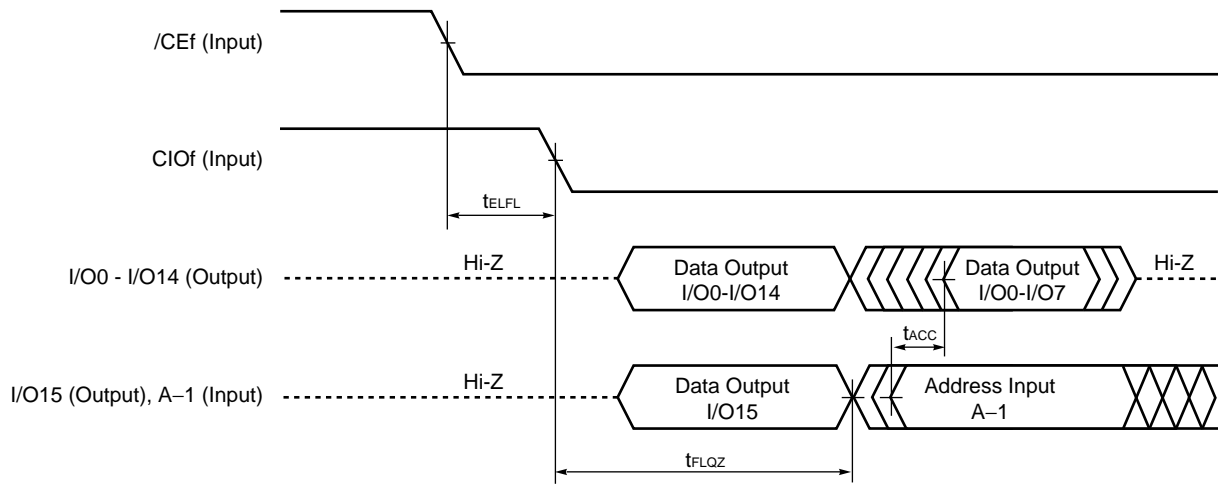 /CEf (Input)
CIOf (Input)
tELFL
I/O0 - I/O14 (Output)
Hi-Z
Data Output
I/O0-I/O14
Data Output
I/O0-I/O7
Hi-Z
tACC
I/O15 (Output), A–1 (Input)
Hi-Z
Data Output
I/O15
Address Input
A–1
tFLQZ